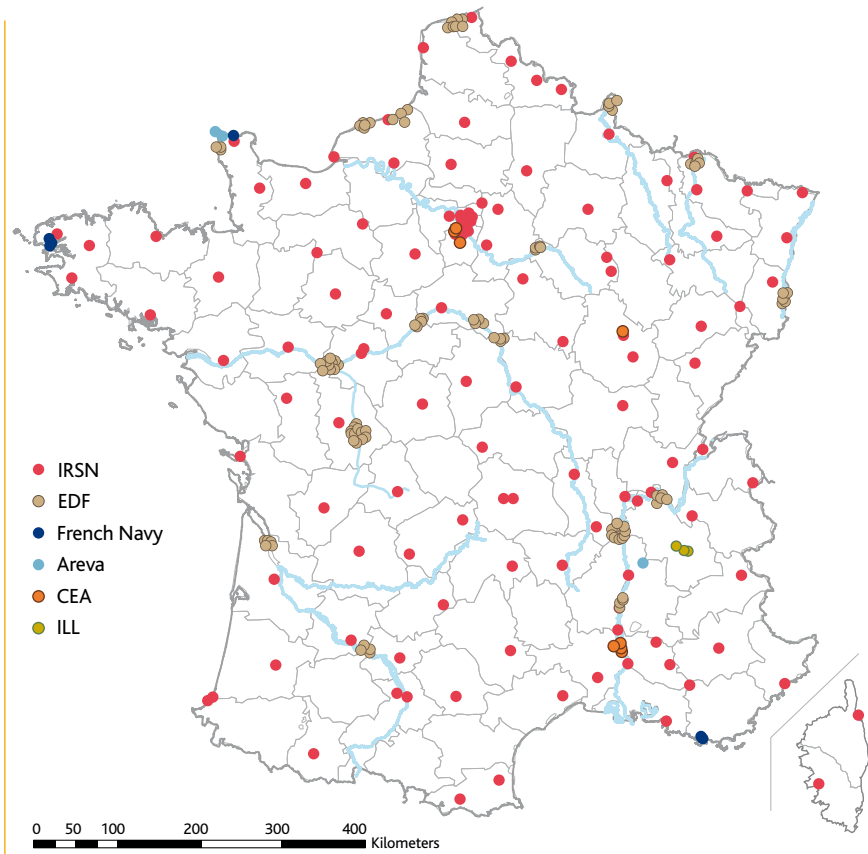 IRSN
EDF
French Navy
Areva
CEA
ILL
0 50 100 200 300 400
Kilometers